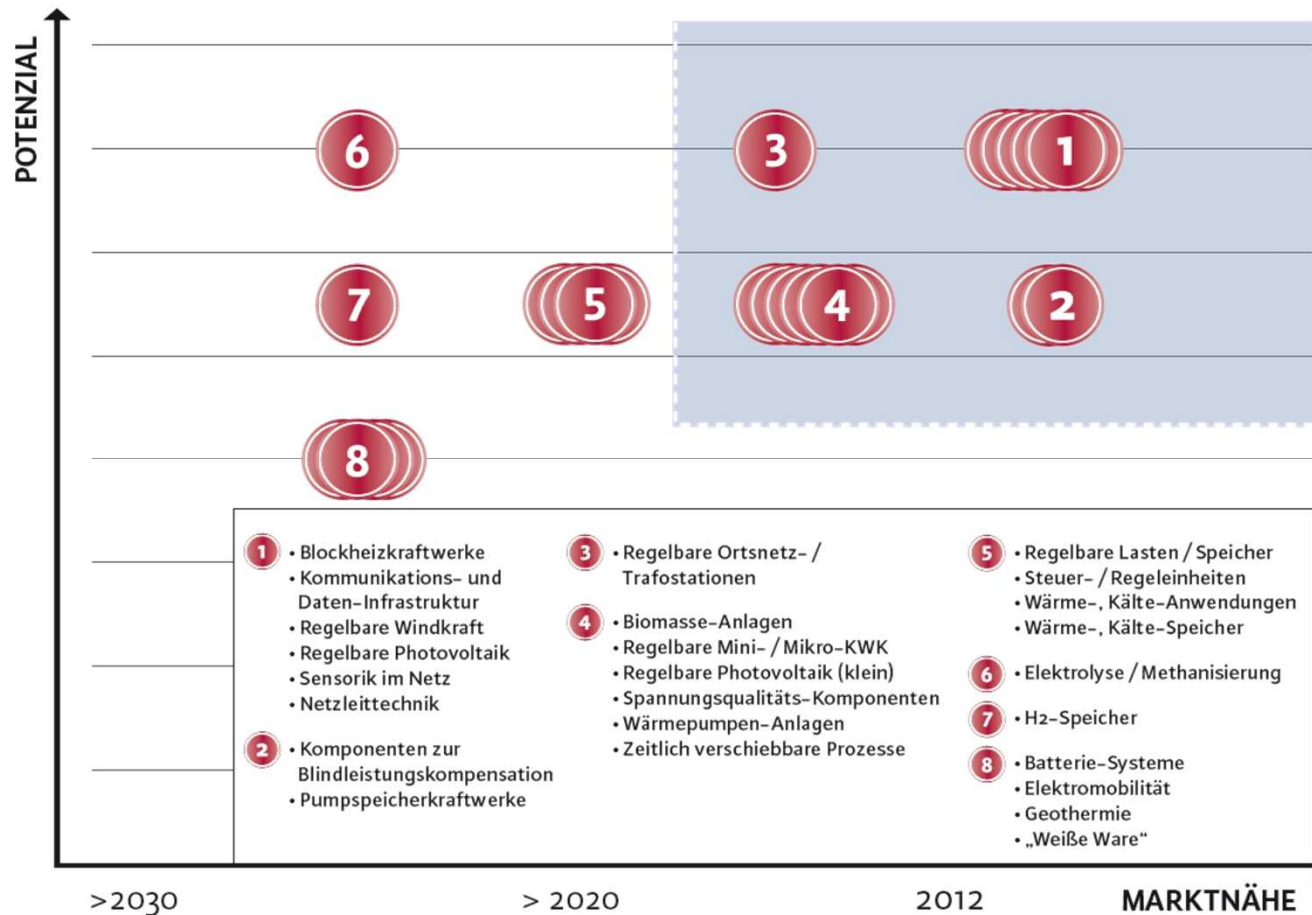 POTENZIAL
6
3
1
7
5
4
2
8
1 • Blockheizkraftwerke
• Kommunikations- und
Daten-Infrastruktur
• Regelbare Windkraft
• Regelbare Photovoltaik
• Sensorik im Netz
• Netzleittechnik
2 • Komponenten zur
Blindleistungskompensation
• Pumpspeicherkraftwerke
3 • Regelbare Ortsnetz- /
Trafostationen
4 • Biomasse-Anlagen
• Regelbare Mini- / Mikro-KWK
• Regelbare Photovoltaik (klein)
• Spannungsqualitäts-Komponenten
• Wärmepumpen-Anlagen
• Zeitlich verschiebbare Prozesse
5 • Regelbare Lasten / Speicher
• Steuer- / Regeleinheiten
• Wärme-, Kälte-Anwendungen
• Wärme-, Kälte-Speicher
6 • Elektrolyse / Methanisierung
7 • H2-Speicher
8 • Batterie-Systeme
• Elektromobilität
• Geothermie
• „Weiße Ware“
>2030 > 2020 2012 MARKTNÄHE